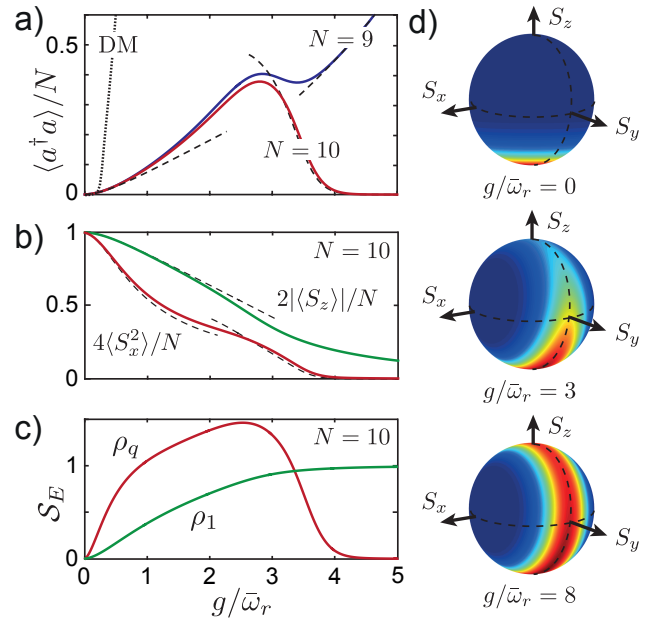 a)
0.5
0
⟨a†a⟩/N
DM
N = 9
N = 10
b)
1
0.5
0
N = 10
2|⟨Sz⟩|/N
4⟨Sx²⟩/N
c)
1
0
S_E
N = 10
ρq
ρ1
0 1 2 3 4 5
g/ω̄r
d)
Sz
Sx
Sy
g/ω̄r = 0
Sz
Sx
Sy
g/ω̄r = 3
Sz
Sx
Sy
g/ω̄r = 8